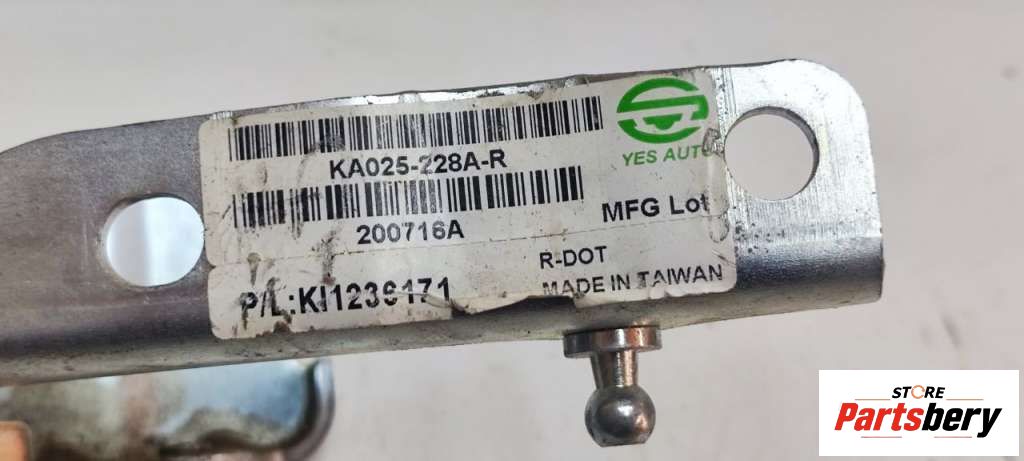 KA025-228A-R
200716A
MFG Lot
P/L:KI1236171
R-DOT
MADE IN TAIWAN
YES AUTO
STORE
Partsbery